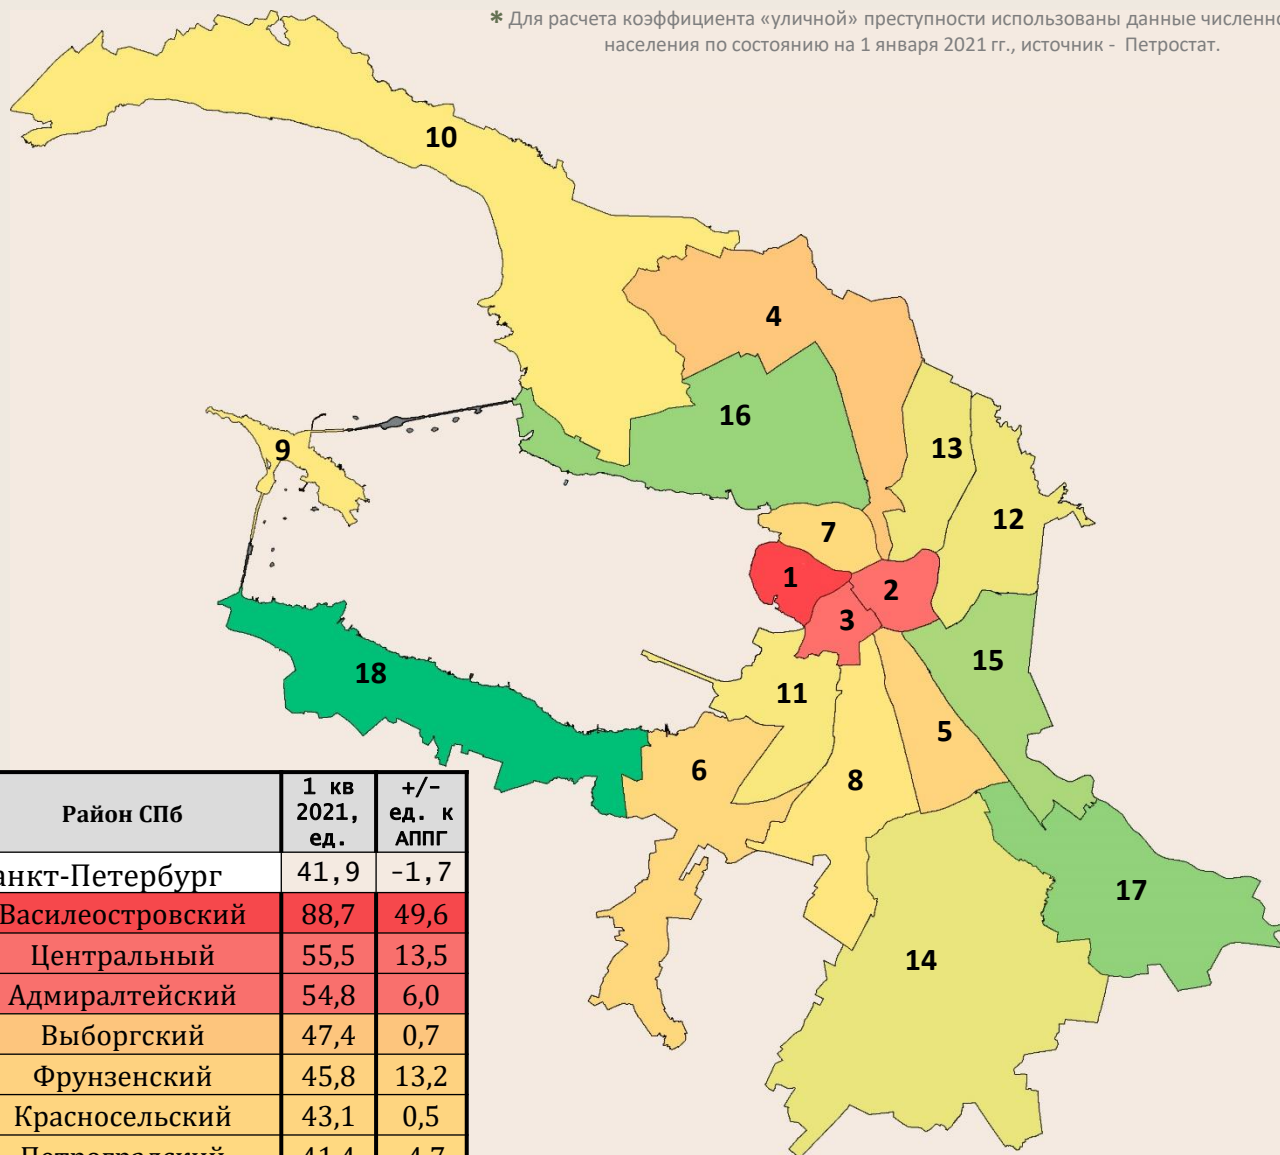 * Для расчета коэффициента «уличной» преступности использованы данные
населения по состоянию на 1 января 2021 гг., источник - Петростат.
10
4
16
9
13
12
7
1
2
3
18
15
11
5
6
8
17
14
Район СПб 1 кв 2021, ед. +/- ед. к АППГ
41,9 -1,7
Василеостровский 88,7 49,6
Центральный 55,5 13,5
Адмиралтейский 54,8 6,0
Выборгский 47,4 0,7
Фрунзенский 45,8 13,2
Красносельский 43,1 0,5